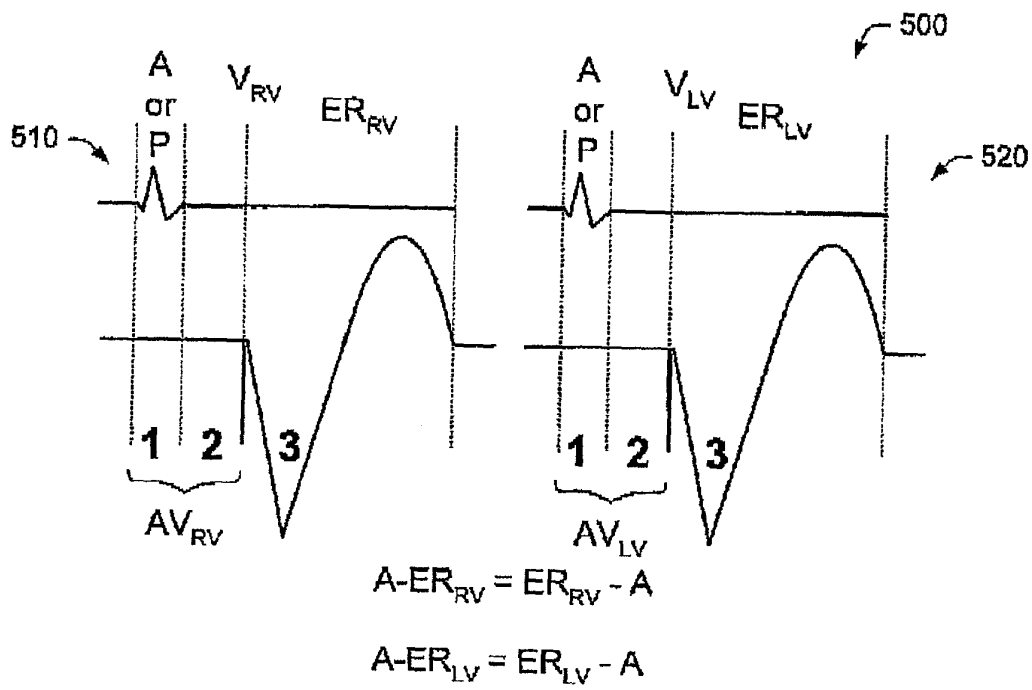 500
A or P
V_RV
ER_RV
A or P
V_LV
ER_LV
510
520
1 2 3
1 2 3
AV_RV
AV_LV
A-ER_RV = ER_RV - A
A-ER_LV = ER_LV - A